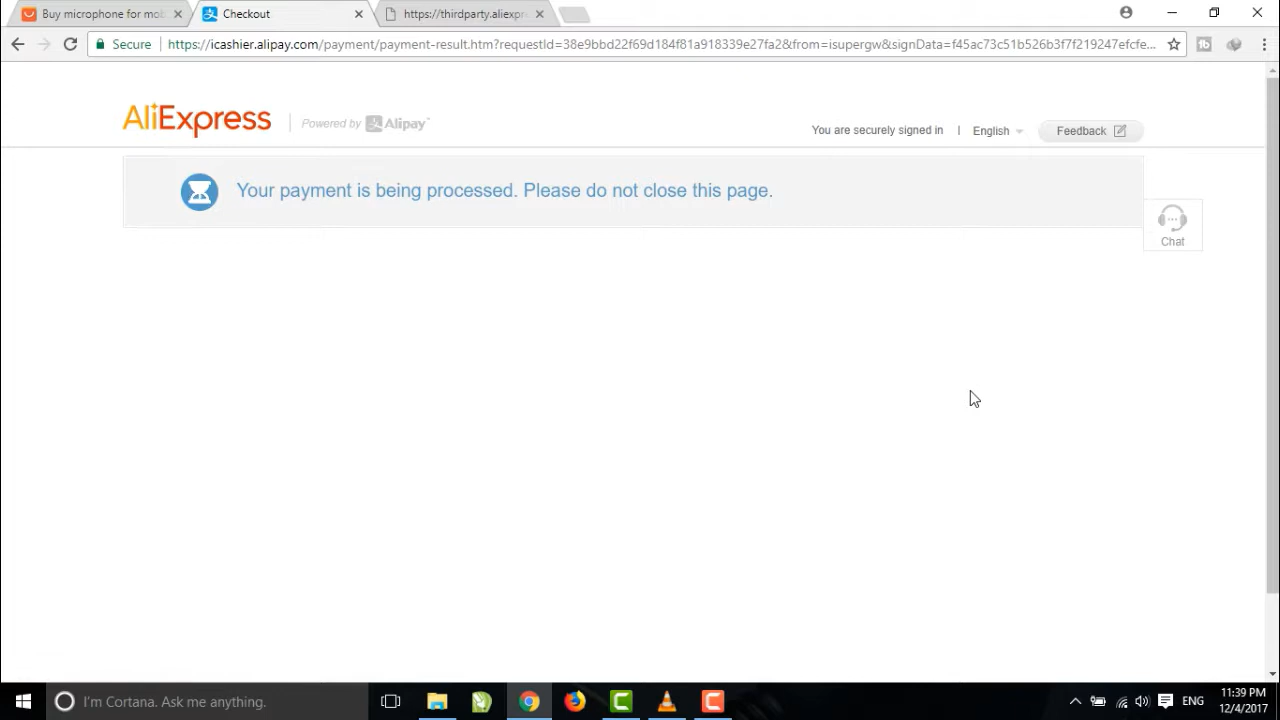 Buy microphone for mob
Checkout
https://thirdparty.aliexpre
Secure
https://icashier.alipay.com/payment/payment-result.htm?requestId=38e9bbd22f69d184f81a918339e27fa2&from=isupergw&signData=f45ac73c51b526b3f7f219247efcfe...
AliExpress
Powered by Alipay
You are securely signed in
English
Feedback
Your payment is being processed. Please do not close this page.
Chat
I'm Cortana. Ask me anything.
ENG
11:39 PM
12/4/2017